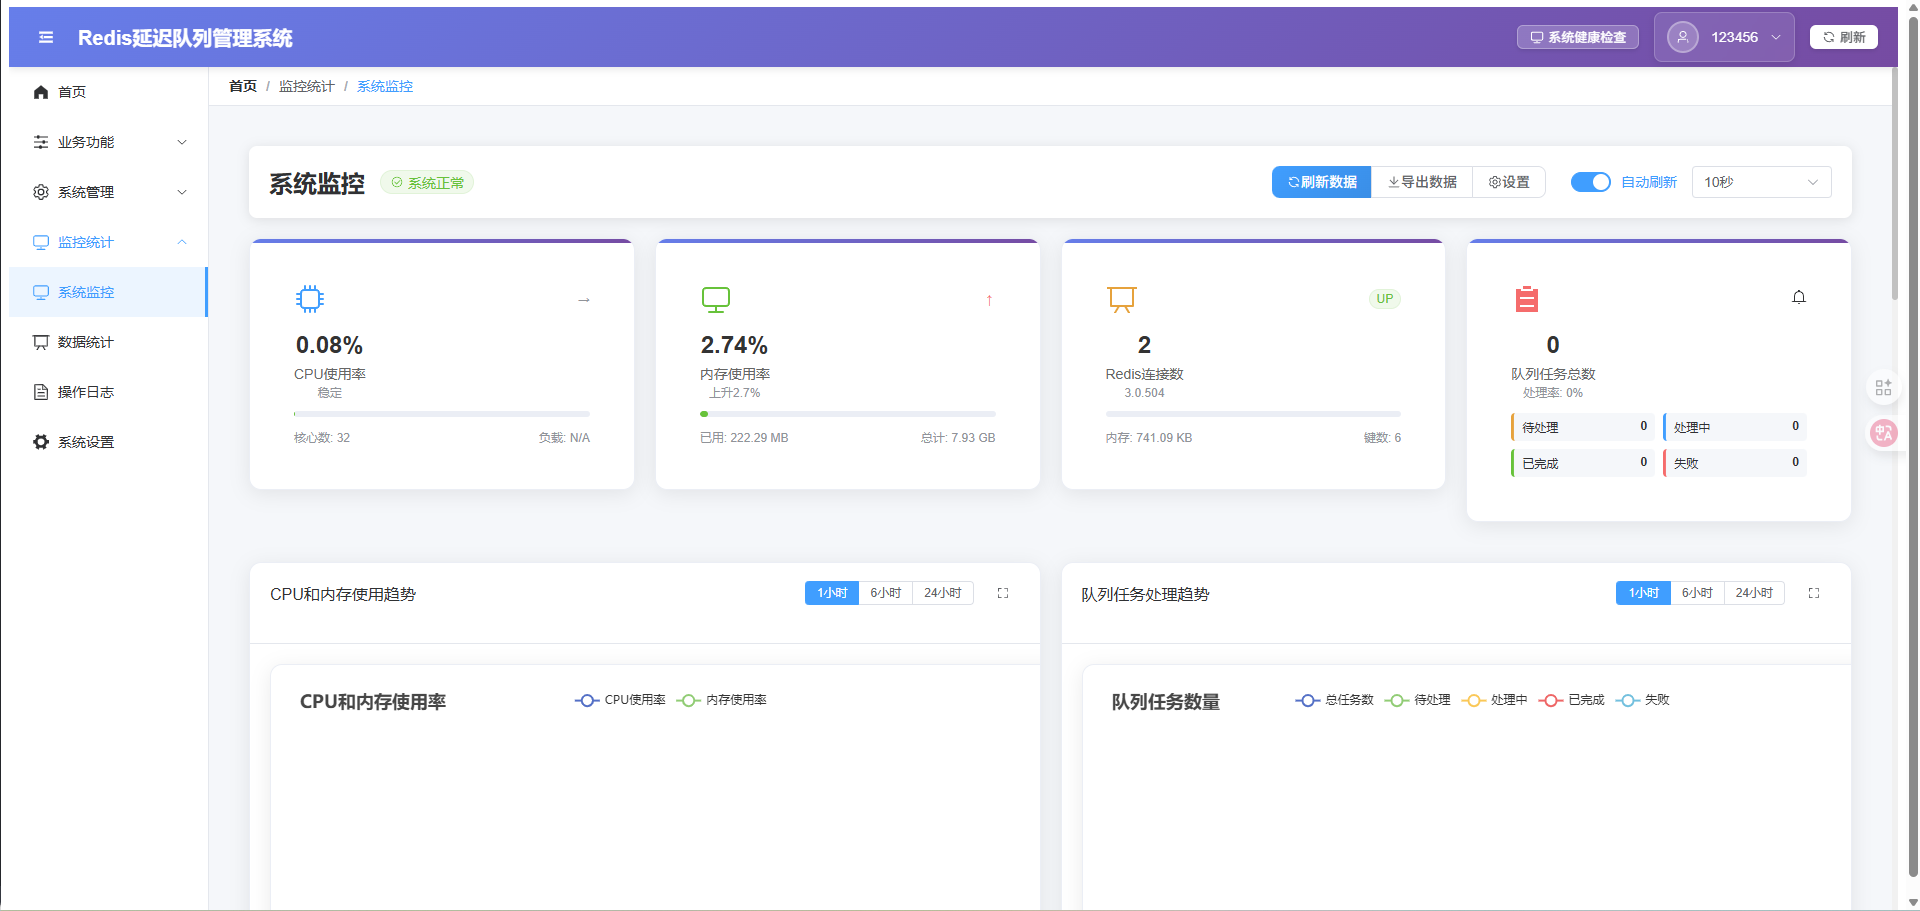 Redis延迟队列管理系统
系统健康检查
123456
刷新
首页
业务功能
系统管理
监控统计
系统监控
数据统计
操作日志
系统设置
首页 / 监控统计 / 系统监控
系统监控
系统正常
刷新数据
导出数据
设置
自动刷新
10秒
→
0.08%
CPU使用率
稳定
核心数: 32
负载: N/A
↑
2.74%
内存使用率
上升2.7%
已用: 222.29 MB
总计: 7.93 GB
UP
2
Redis连接数
3.0.504
内存: 741.09 KB
键数: 6
0
队列任务总数
处理率: 0%
待处理 0
处理中 0
已完成 0
失败 0
CPU和内存使用趋势
1小时
6小时
24小时
CPU和内存使用率
CPU使用率
内存使用率
队列任务处理趋势
1小时
6小时
24小时
队列任务数量
总任务数
待处理
处理中
已完成
失败
中A